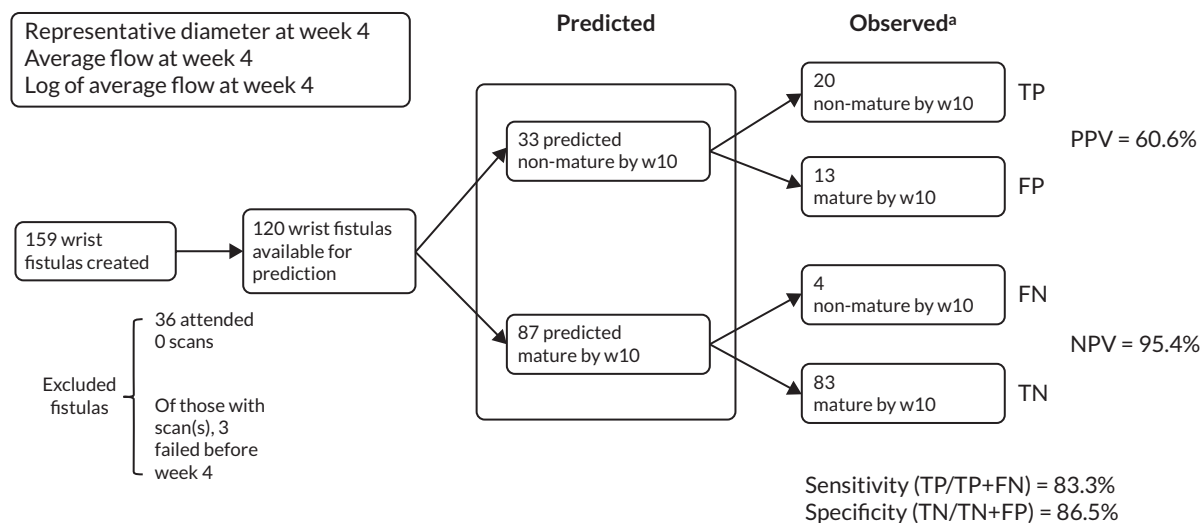 Representative diameter at week 4
Average flow at week 4
Log of average flow at week 4
Predicted
Observedᵃ
159 wrist
fistulas created
120 wrist fistulas
available for
prediction
33 predicted
non-mature by w10
87 predicted
mature by w10
20
non-mature by w10
TP
13
mature by w10
FP
PPV = 60.6%
4
non-mature by w10
FN
83
mature by w10
TN
NPV = 95.4%
Excluded
fistulas
36 attended
0 scans
Of those with
scan(s), 3
failed before
week 4
Sensitivity (TP/TP+FN) = 83.3%
Specificity (TN/TN+FP) = 86.5%